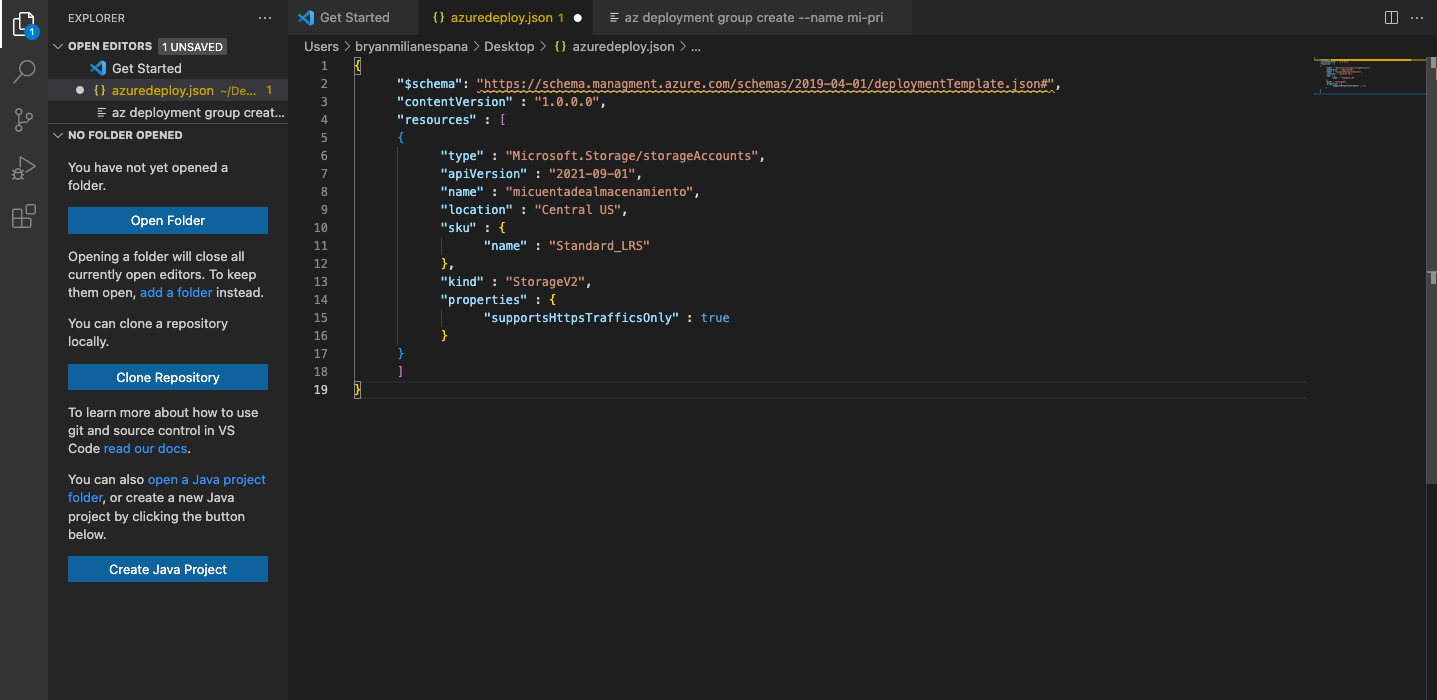 EXPLORER
OPEN EDITORS 1 UNSAVED
Get Started
{} azuredeploy.json ~/De... 1
az deployment group creat...
NO FOLDER OPENED
You have not yet opened a
folder.
Open Folder
Opening a folder will close all
currently open editors. To keep
them open, add a folder instead.
You can clone a repository
locally.
Clone Repository
To learn more about how to use
git and source control in VS
Code read our docs.
You can also open a Java project
folder, or create a new Java
project by clicking the button
below.
Create Java Project
1
Get Started
{} azuredeploy.json 1
az deployment group create --name mi-pri
Users > bryanmilianespana > Desktop > {} azuredeploy.json > ...
1 {
2 "$schema": "https://schema.managment.azure.com/schemas/2019-04-01/deploymentTemplate.json#",
3 "contentVersion" : "1.0.0.0",
4 "resources" : [
5 {
6 "type" : "Microsoft.Storage/storageAccounts",
7 "apiVersion" : "2021-09-01",
8 "name" : "micuentadealmacenamiento",
9 "location" : "Central US",
10 "sku" : {
11 "name" : "Standard_LRS"
12 },
13 "kind" : "StorageV2",
14 "properties" : {
15 "supportsHttpsTrafficsOnly" : true
16 }
17 }
18 ]
19 }